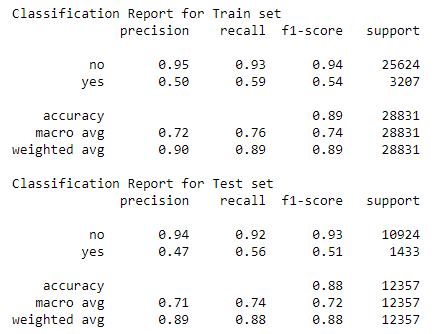 Classification Report for Train set
precision recall f1-score support
no 0.95 0.93 0.94 25624
yes 0.50 0.59 0.54 3207
accuracy 0.89 28831
macro avg 0.72 0.76 0.74 28831
weighted avg 0.90 0.89 0.89 28831
Classification Report for Test set
precision recall f1-score support
no 0.94 0.92 0.93 10924
yes 0.47 0.56 0.51 1433
accuracy 0.88 12357
macro avg 0.71 0.74 0.72 12357
weighted avg 0.89 0.88 0.88 12357